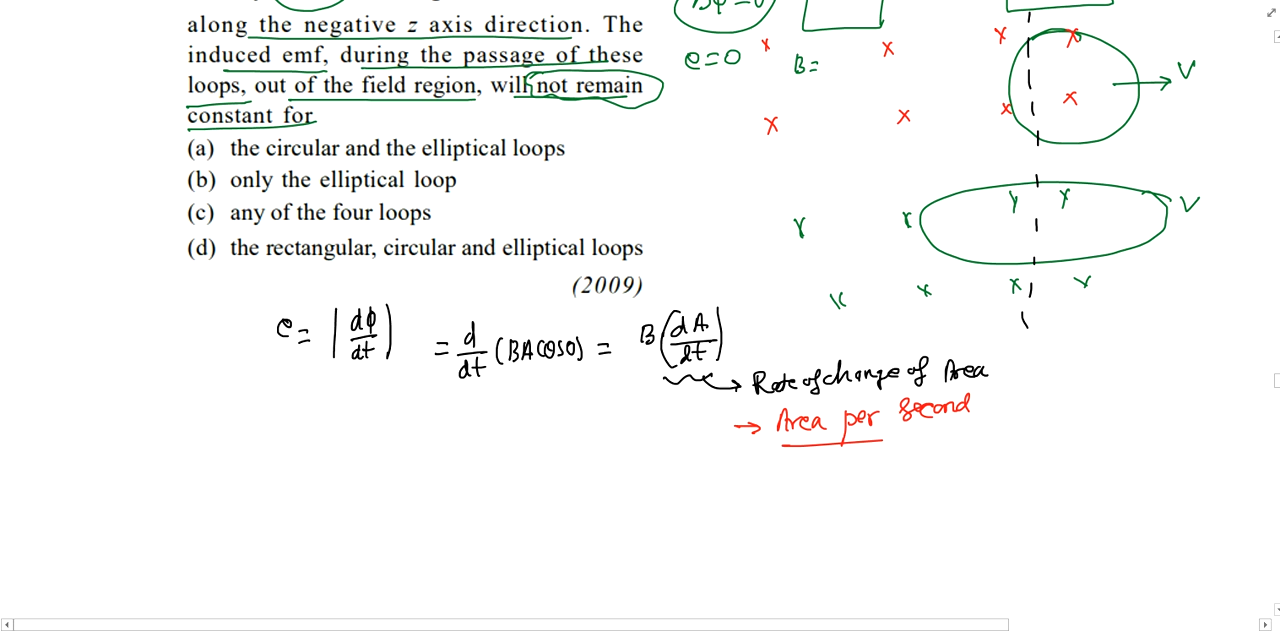 along the negative z axis direction. The
induced emf, during the passage of these
loops, out of the field region, will not remain
constant for
(a) the circular and the elliptical loops
(b) only the elliptical loop
(c) any of the four loops
(d) the rectangular, circular and elliptical loops
(2009)
e=0
B=
x x x x
x x x x
V
V
e= |dφ/dt| = d/dt (BA cos0) = B(dA/dt)
→ Rate of change of Area
→ Area per second